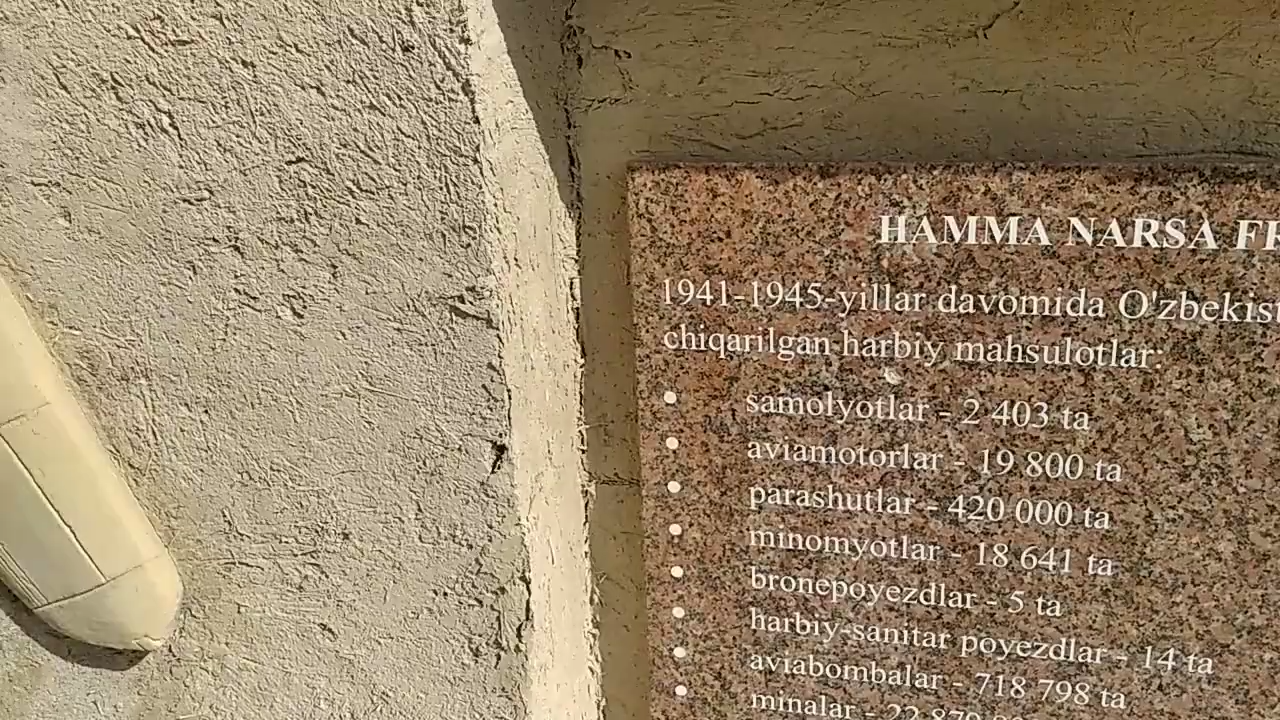 HAMMA NARSA
1941-1945-yillar davomida
chiqarilgan harbiy mahsulotlar:
• samolyotlar - 2 403 ta
• aviamotorlar - 19 800 ta
• parashutlar - 420 000 ta
• minomyotlar - 18 641 ta
• bronepoyezdlar - 5 ta
• harbiy-sanitar poyezdlar - 14 ta
• aviabombalar - 718 798 ta
• minalar - 22